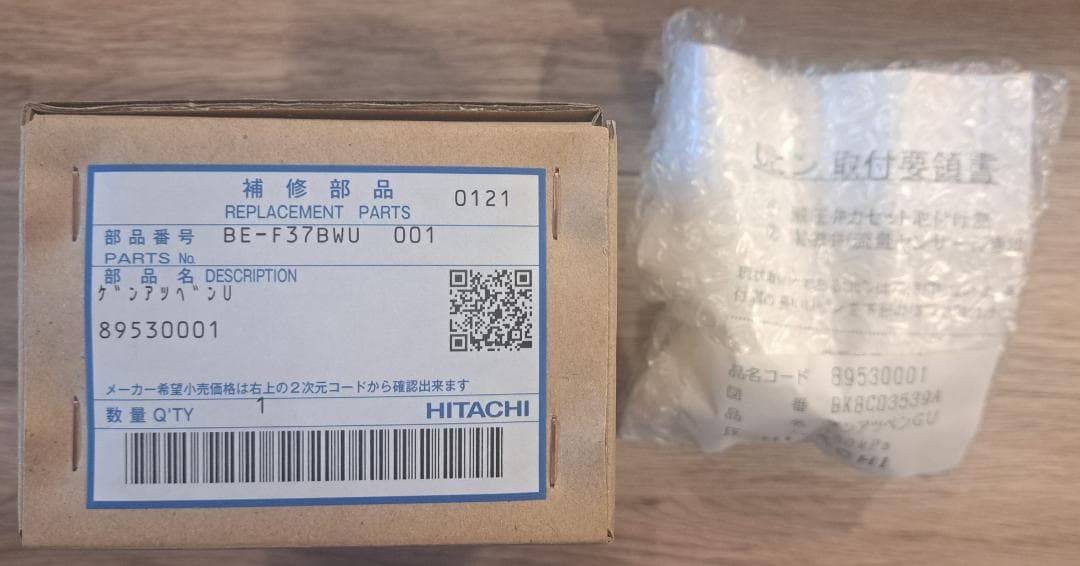 補修部品
REPLACEMENT PARTS
0121
部品番号 BE-F37BWU 001
PARTS No.
部品名 DESCRIPTION
ｹﾞﾝｱﾂﾍﾞﾝU
89530001
メーカー希望小売価格は右上の2次元コードから確認出来ます
数量 Q'TY 1
HITACHI
取付要領書
品名コード 89530001
図番 BK8C03539A
品名